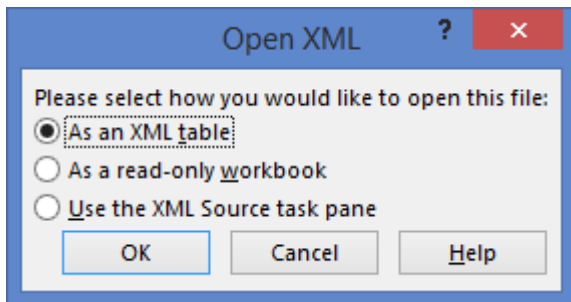 Open XML ? ×
Please select how you would like to open this file:
As an XML table
As a read-only workbook
Use the XML Source task pane
OK Cancel Help